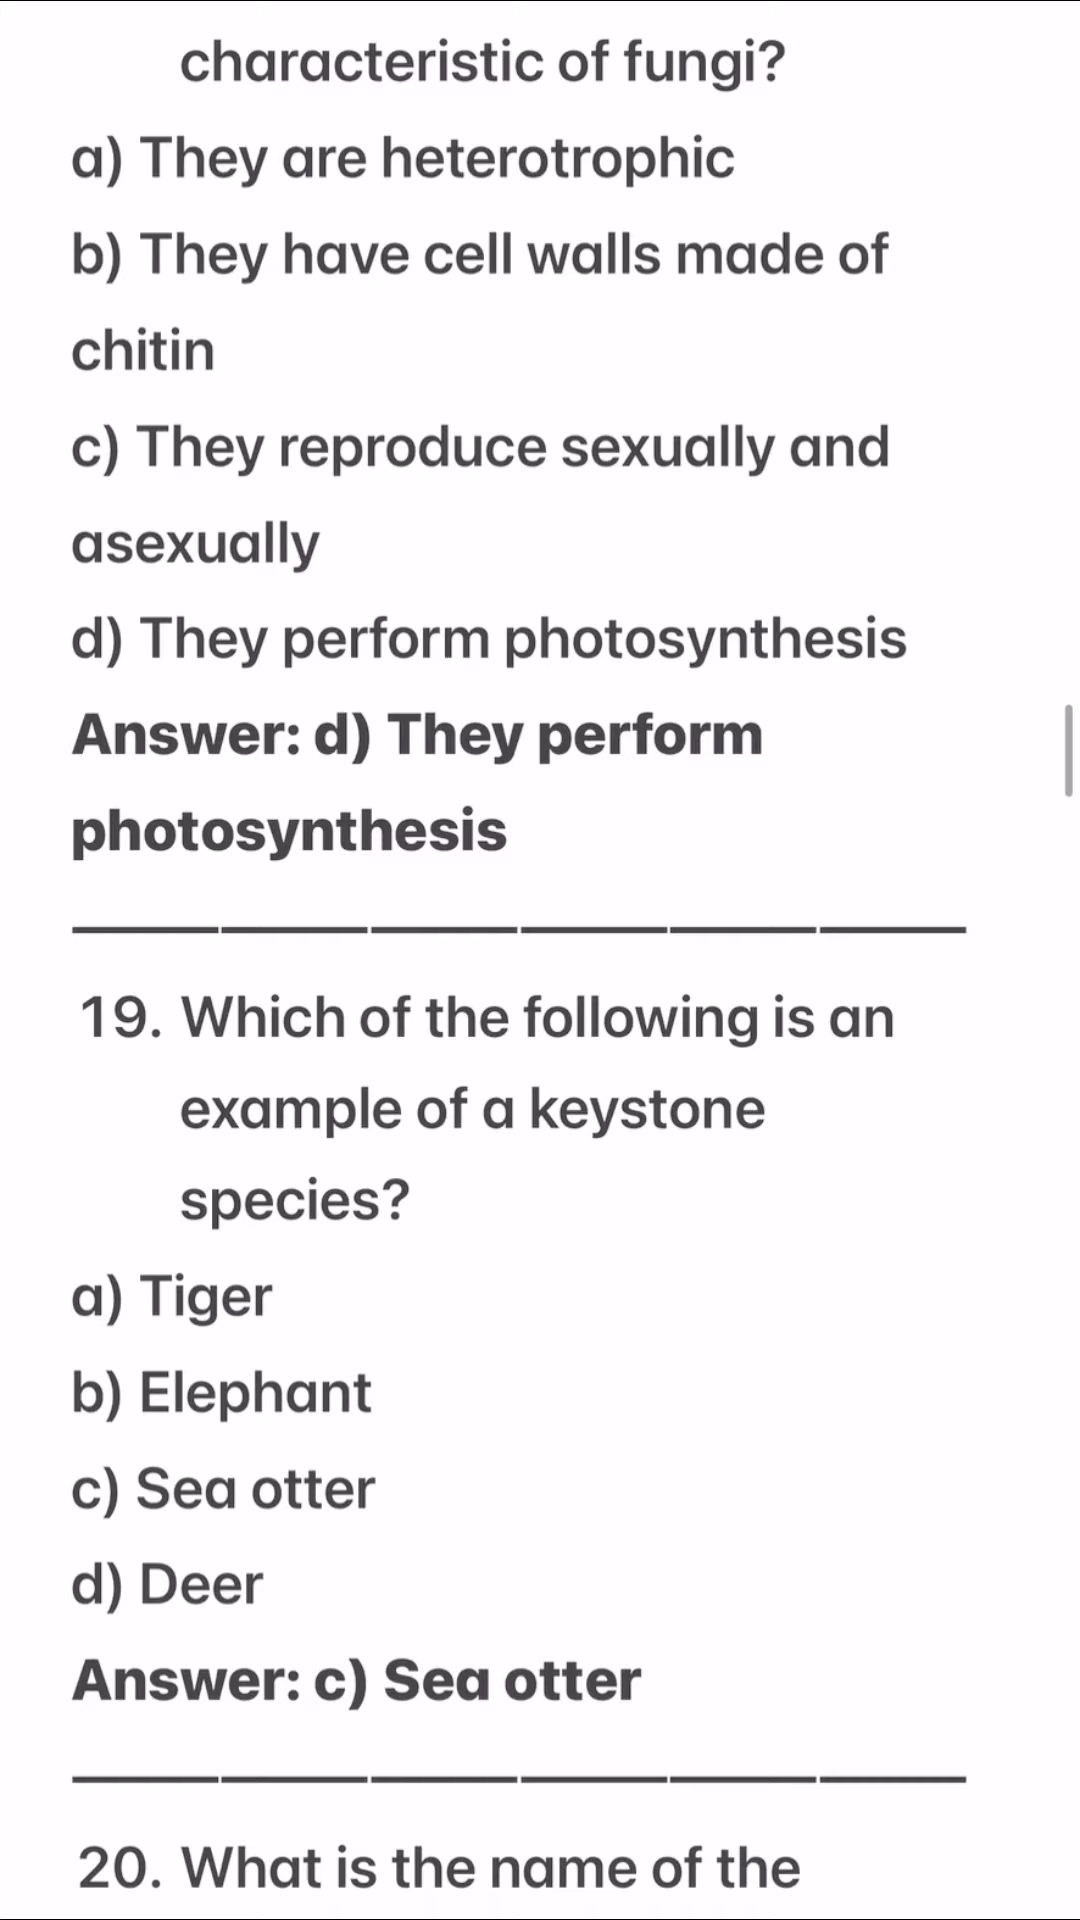 characteristic of fungi?
a) They are heterotrophic
b) They have cell walls made of
chitin
c) They reproduce sexually and
asexually
d) They perform photosynthesis
Answer: d) They perform
photosynthesis
19. Which of the following is an
example of a keystone
species?
a) Tiger
b) Elephant
c) Sea otter
d) Deer
Answer: c) Sea otter
20. What is the name of the